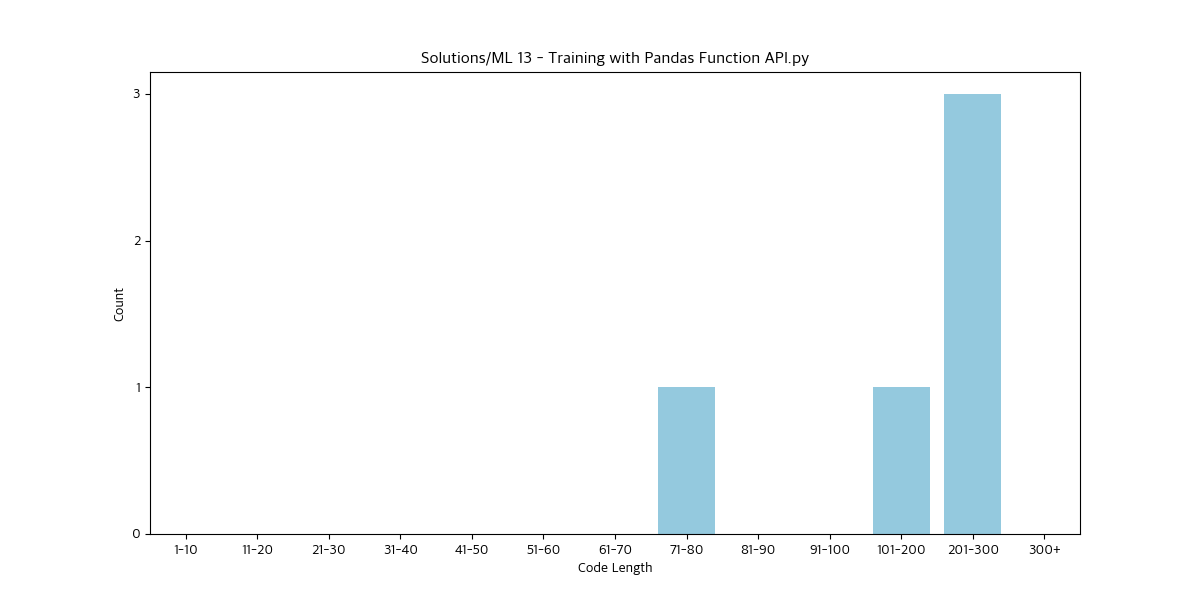 Solutions/ML 13 - Training with Pandas Function API.py
3
2
1
0
Count
1-10 11-20 21-30 31-40 41-50 51-60 61-70 71-80 81-90 91-100 101-200 201-300 300+
Code Length